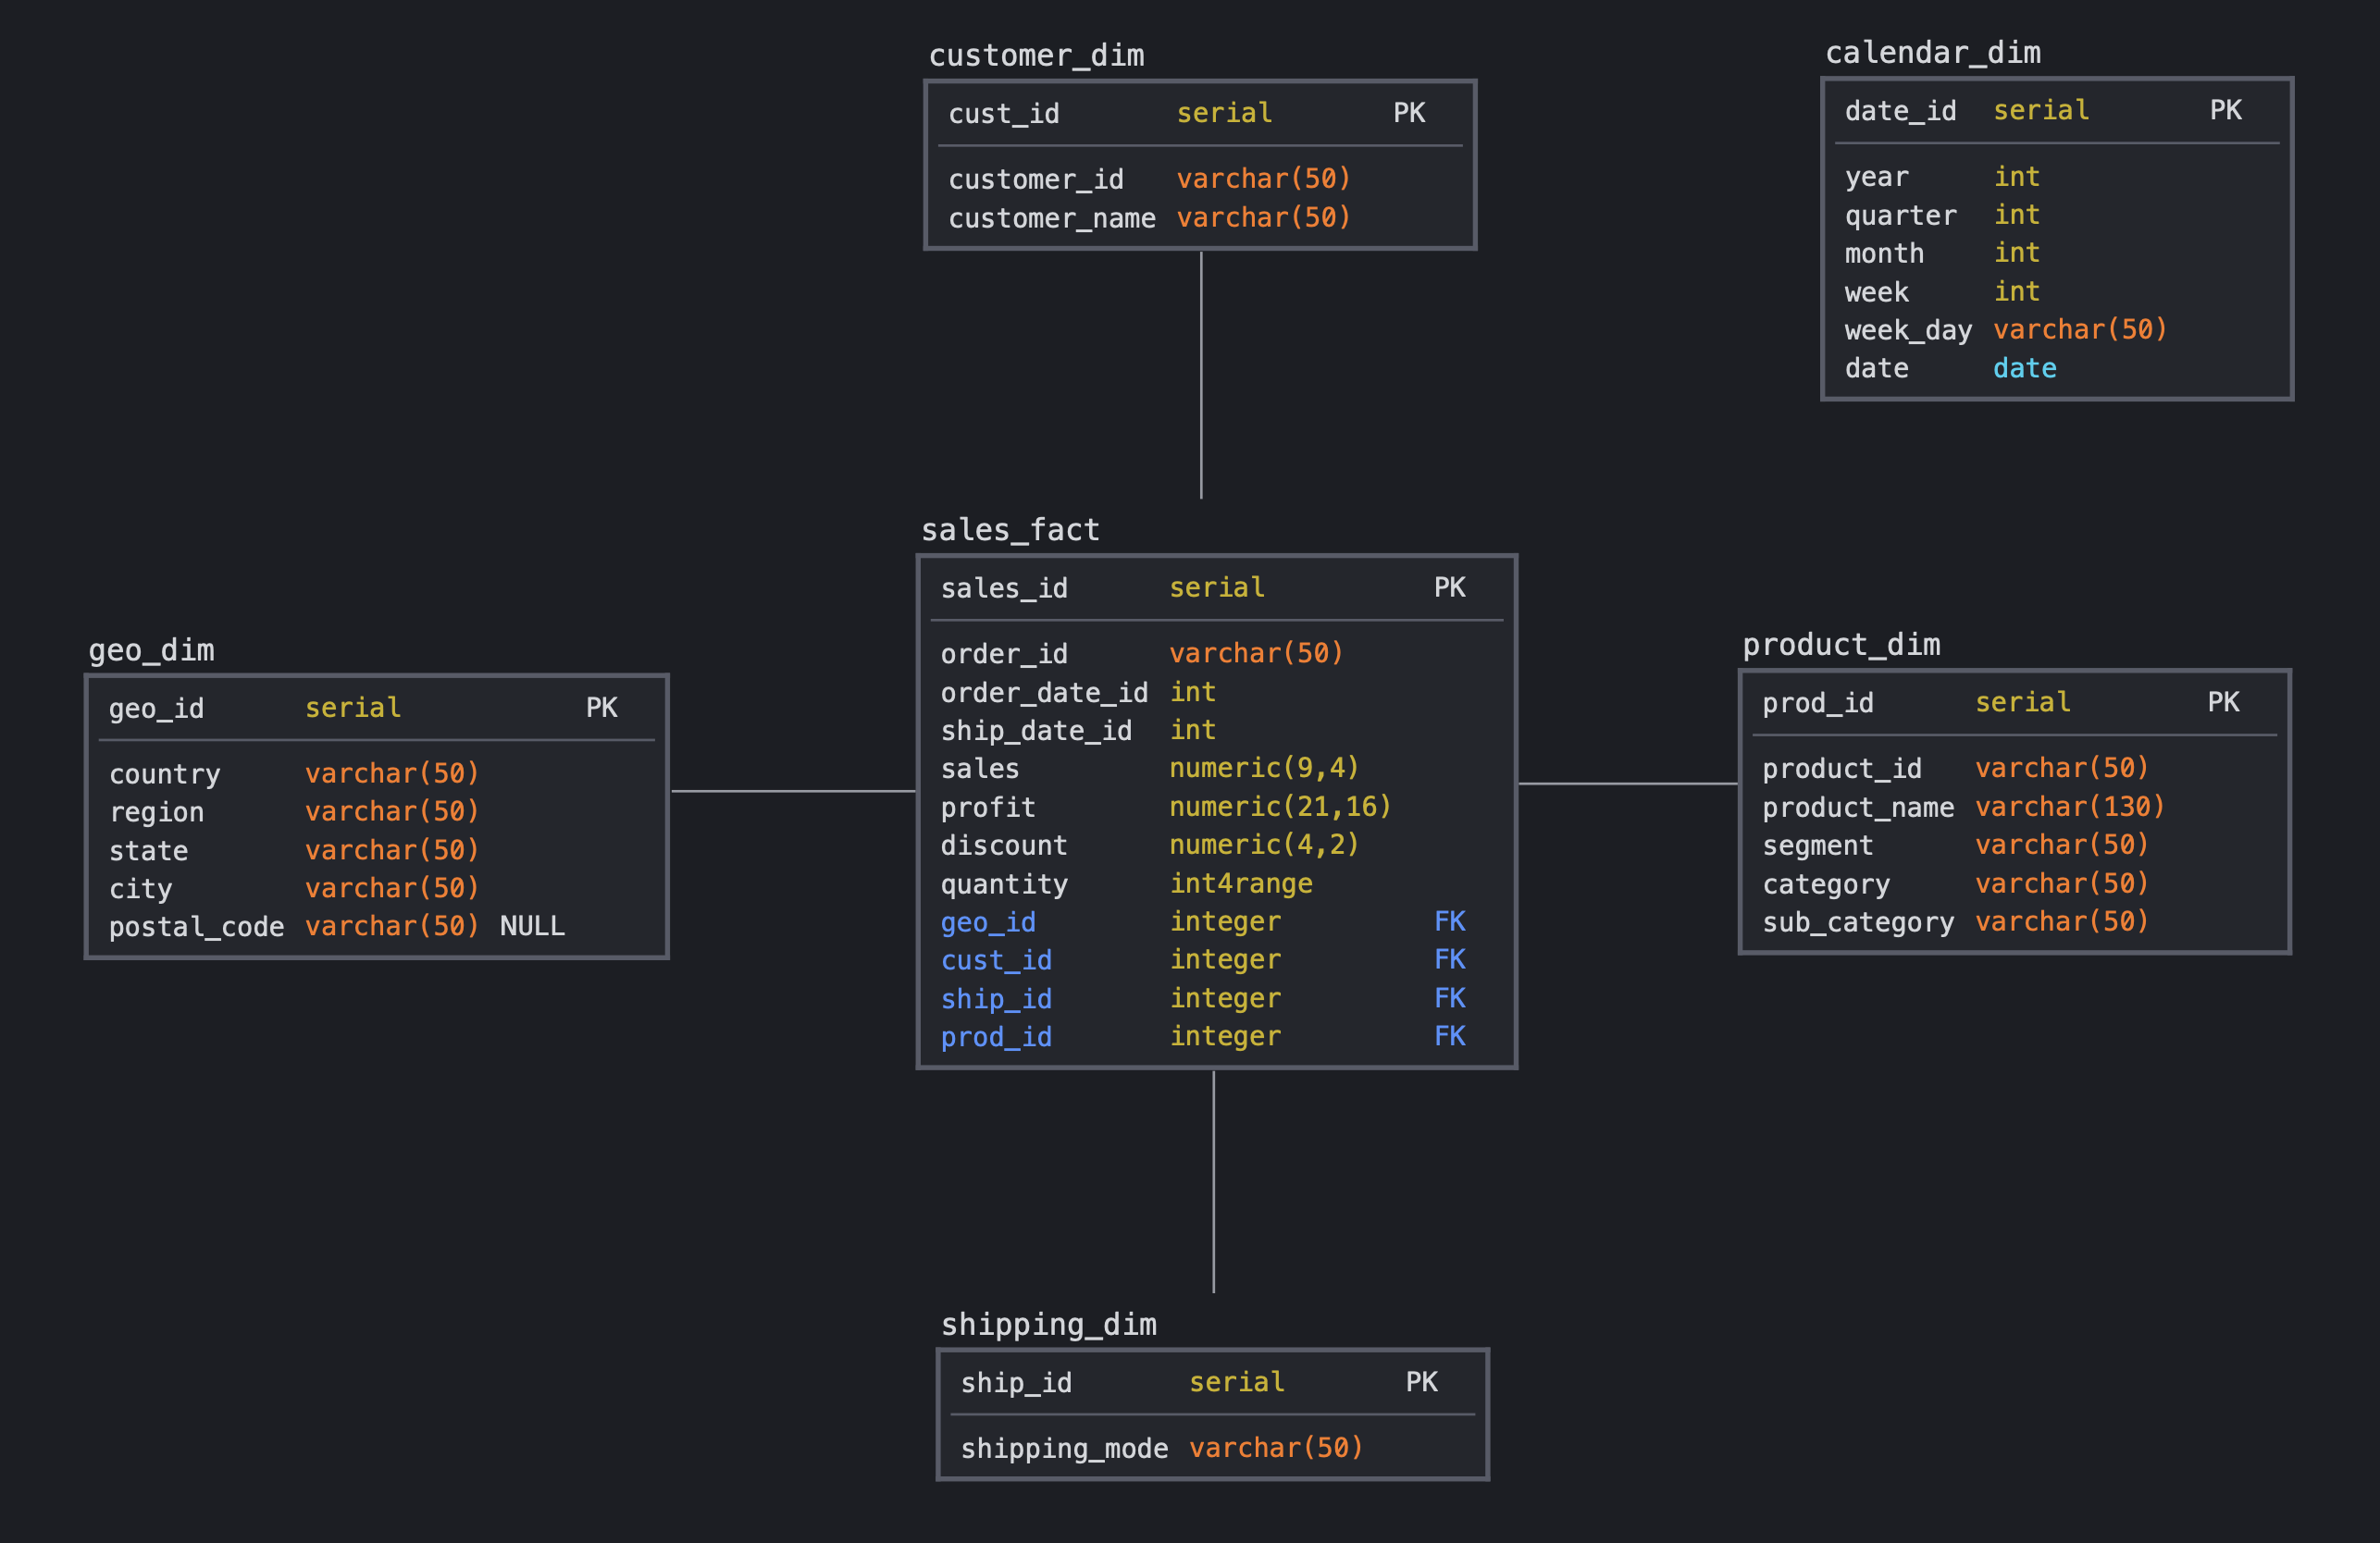 customer_dim
cust_id serial PK
customer_id varchar(50)
customer_name varchar(50)
calendar_dim
date_id serial PK
year int
quarter int
month int
week int
week_day varchar(50)
date date
sales_fact
sales_id serial PK
order_id varchar(50)
order_date_id int
ship_date_id int
sales numeric(9,4)
profit numeric(21,16)
discount numeric(4,2)
quantity int4range
geo_id integer FK
cust_id integer FK
ship_id integer FK
prod_id integer FK
geo_dim
geo_id serial PK
country varchar(50)
region varchar(50)
state varchar(50)
city varchar(50)
postal_code varchar(50) NULL
product_dim
prod_id serial PK
product_id varchar(50)
product_name varchar(130)
segment varchar(50)
category varchar(50)
sub_category varchar(50)
shipping_dim
ship_id serial PK
shipping_mode varchar(50)